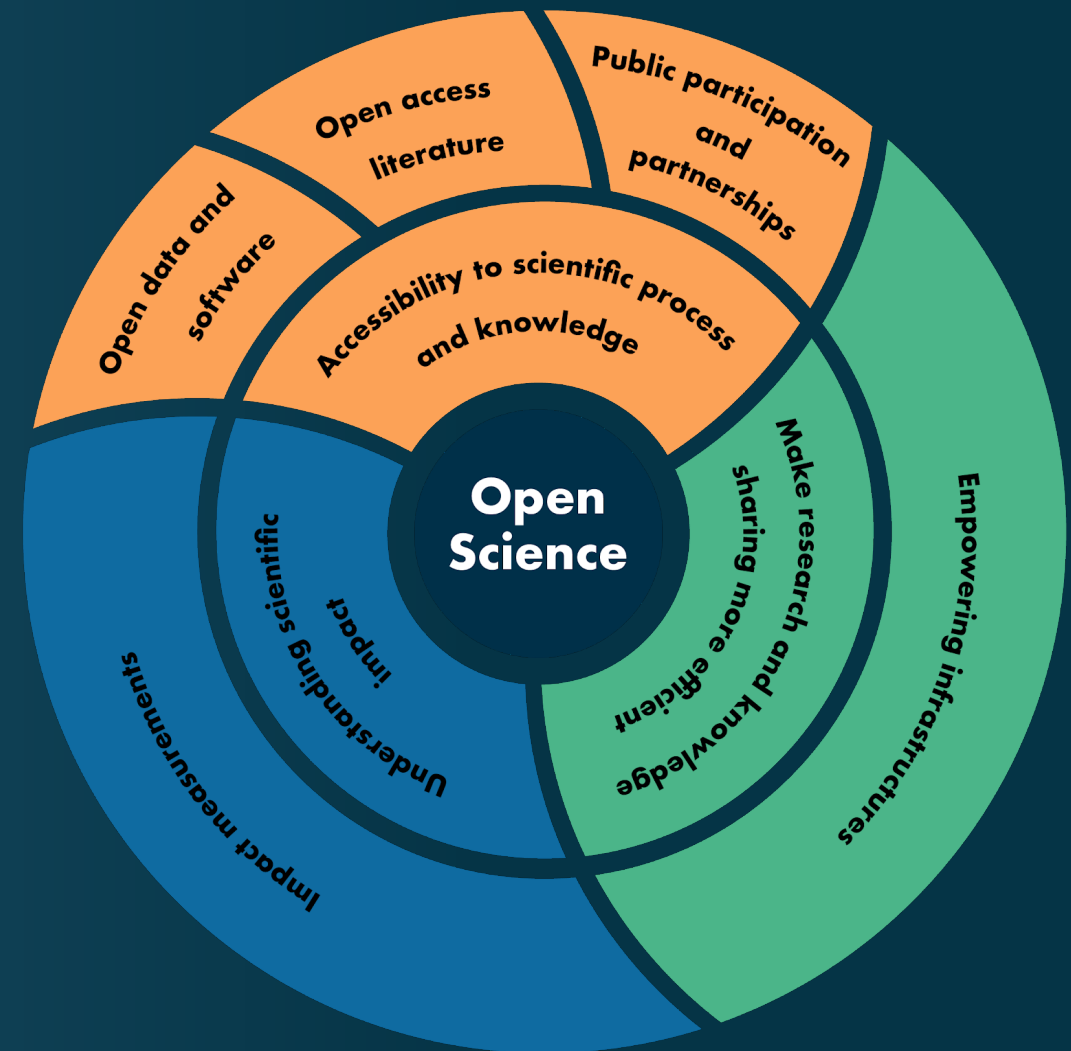 Open
Science
Accessibility to scientific process
and knowledge
Open data and
software
Open access
literature
Public participation
and
partnerships
Make research and knowledge
sharing more efficient
Empowering infrastructures
Understanding scientific
impact
Impact measurements